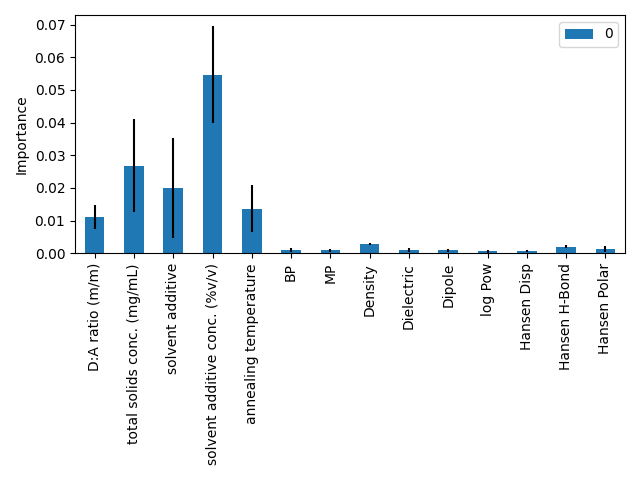 0.07
0.06
0.05
0.04
0.03
0.02
0.01
0.00
Importance
0
D:A ratio (m/m)
total solids conc. (mg/mL)
solvent additive
solvent additive conc. (%v/v)
annealing temperature
BP
MP
Density
Dielectric
Dipole
log Pow
Hansen Disp
Hansen H-Bond
Hansen Polar